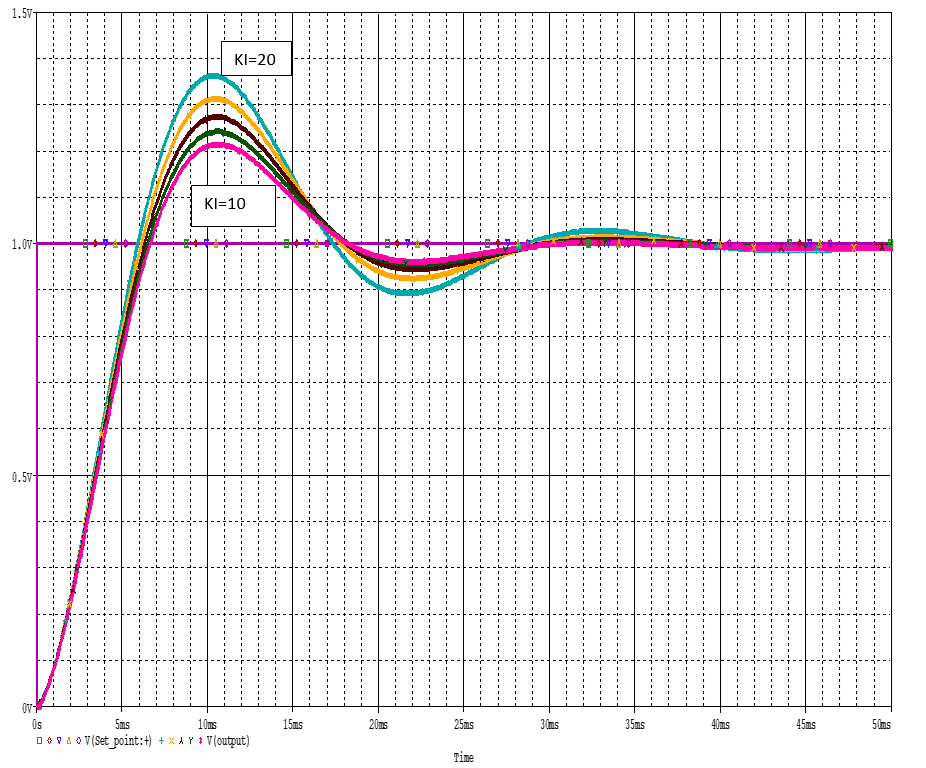 1.5V
KI=20
KI=10
1.0V
0.5V
0V
0s 5ms 10ms 15ms 20ms 25ms 30ms 35ms 40ms 45ms 50ms
V(Set_point:+) V(output)
Time